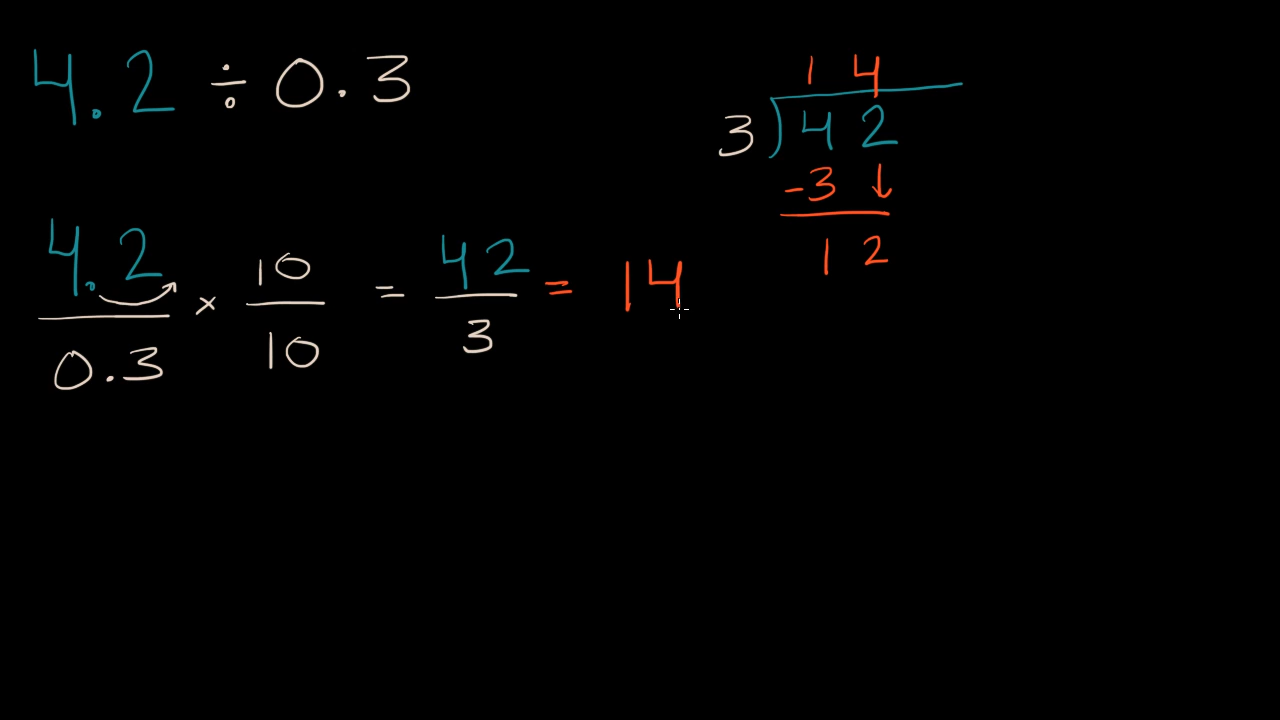 4.2 ÷ 0.3
4.2/0.3 × 10/10 = 42/3 = 14
14
3)42
-3↓
12